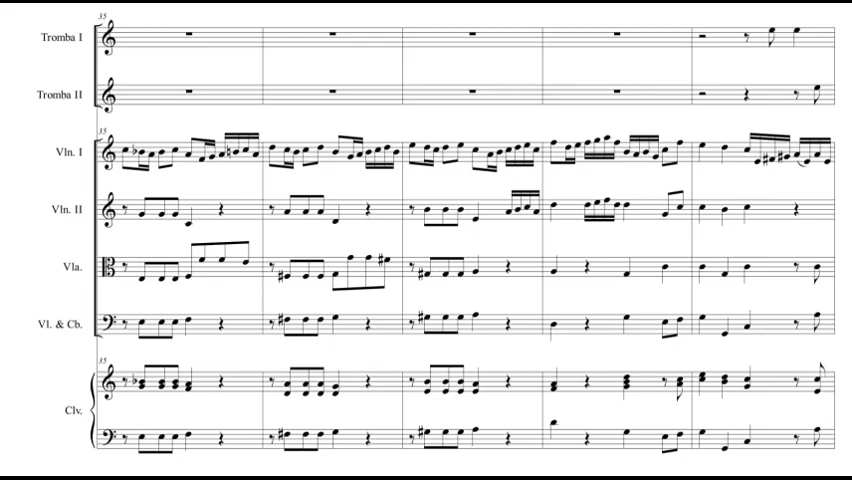 35
Tromba I
Tromba II
35
Vln. I
Vln. II
Vla.
Vl. & Cb.
35
Clv.